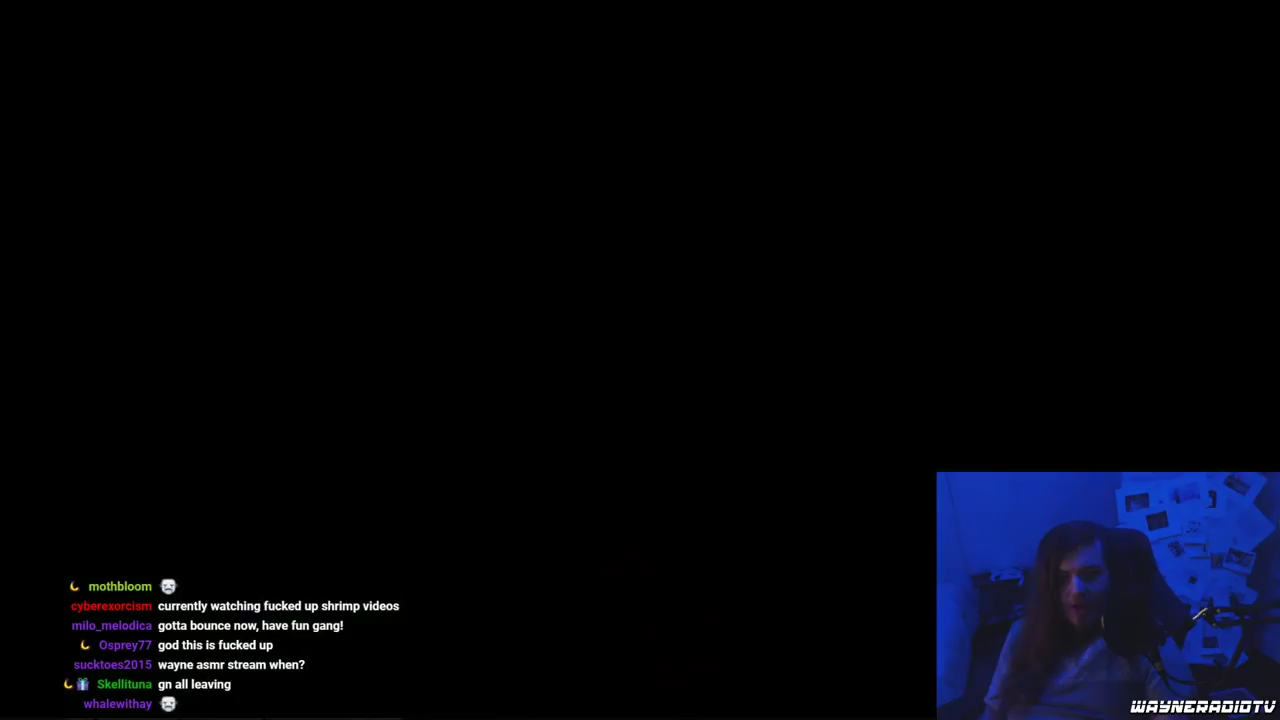 mothbloom
cyberexorcism currently watching fucked up shrimp videos
milo_melodica gotta bounce now, have fun gang!
Osprey77 god this is fucked up
sucktoes2015 wayne asmr stream when?
Skellituna gn all leaving
whalewithay
WAYNERADIOTV